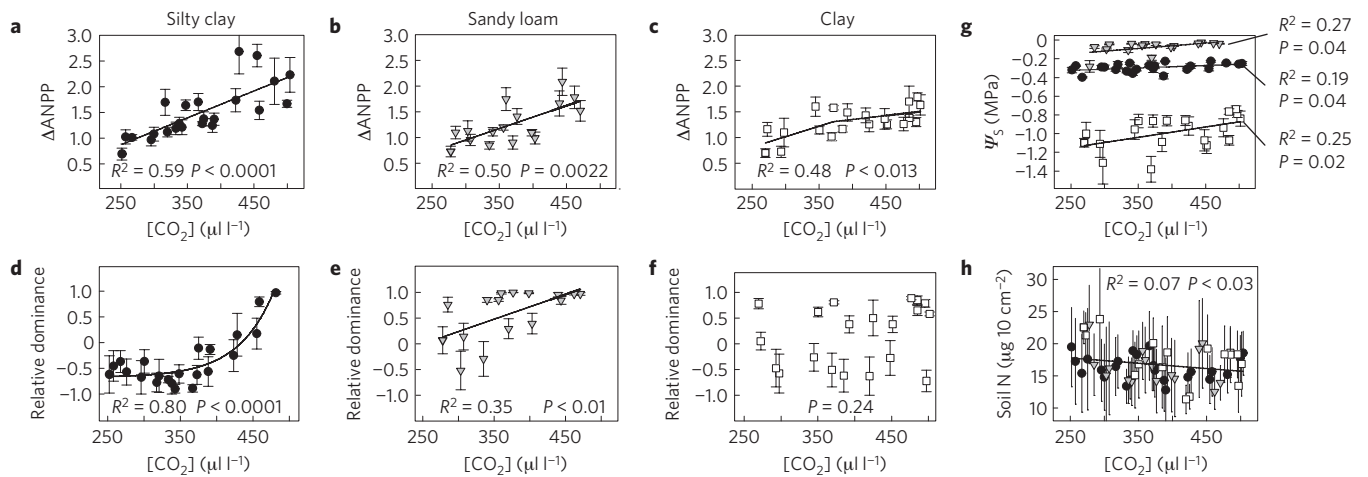 a
Silty clay
ΔANPP
3.0
2.5
2.0
1.5
1.0
0.5
R² = 0.59 P < 0.0001
250 350 450
[CO₂] (μl l⁻¹)
b
Sandy loam
ΔANPP
3.0
2.5
2.0
1.5
1.0
0.5
R² = 0.50 P = 0.0022
250 350 450
[CO₂] (μl l⁻¹)
c
Clay
ΔANPP
3.0
2.5
2.0
1.5
1.0
0.5
R² = 0.48 P < 0.013
250 350 450
[CO₂] (μl l⁻¹)
g
Ψs (MPa)
0
−0.2
−0.4
−0.6
−0.8
−1.0
−1.2
−1.4
R² = 0.27
P = 0.04
R² = 0.19
P = 0.04
R² = 0.25
P = 0.02
250 350 450
[CO₂] (μl l⁻¹)
d
Relative dominance
1.0
0.5
0
−0.5
−1.0
R² = 0.80 P < 0.0001
250 350 450
[CO₂] (μl l⁻¹)
e
Relative dominance
1.0
0.5
0
−0.5
−1.0
R² = 0.35 P < 0.01
250 350 450
[CO₂] (μl l⁻¹)
f
Relative dominance
1.0
0.5
0
−0.5
−1.0
P = 0.24
250 350 450
[CO₂] (μl l⁻¹)
h
Soil N (μg 10 cm⁻²)
30
25
20
15
10
R² = 0.07 P < 0.03
250 350 450
[CO₂] (μl l⁻¹)